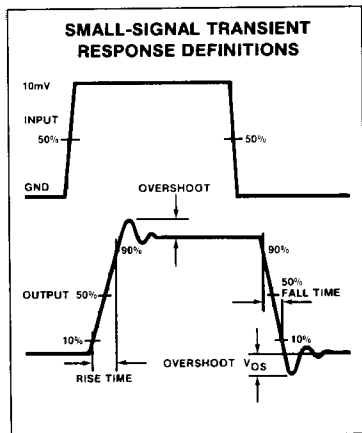 SMALL-SIGNAL TRANSIENT
RESPONSE DEFINITIONS
10mV
INPUT
50%
50%
GND
OVERSHOOT
90%
90%
OUTPUT
50%
50%
FALL TIME
10%
10%
RISE TIME
OVERSHOOT VOS